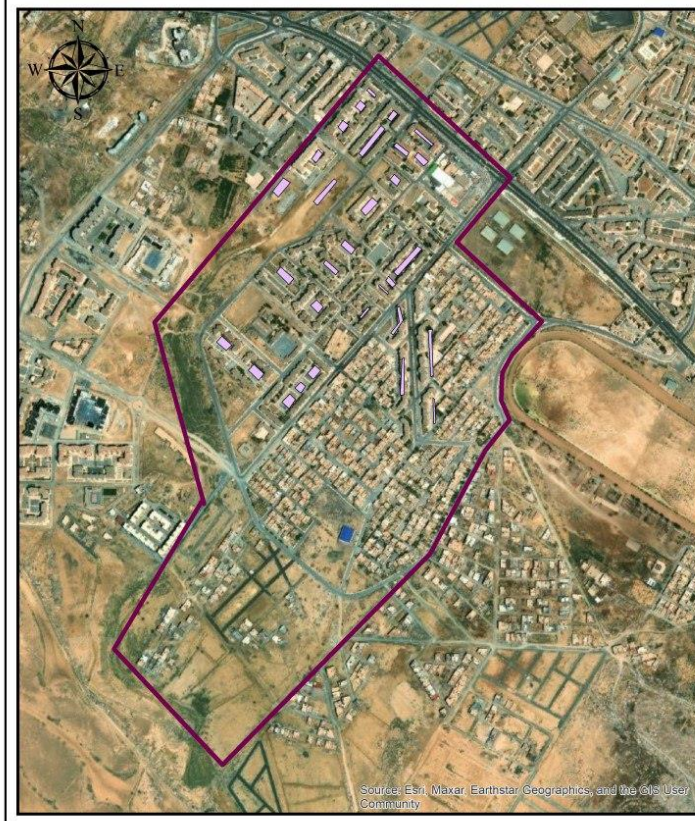 N
W E
S
Source: Esri, Maxar, Earthstar Geographics, and the GIS User
Community